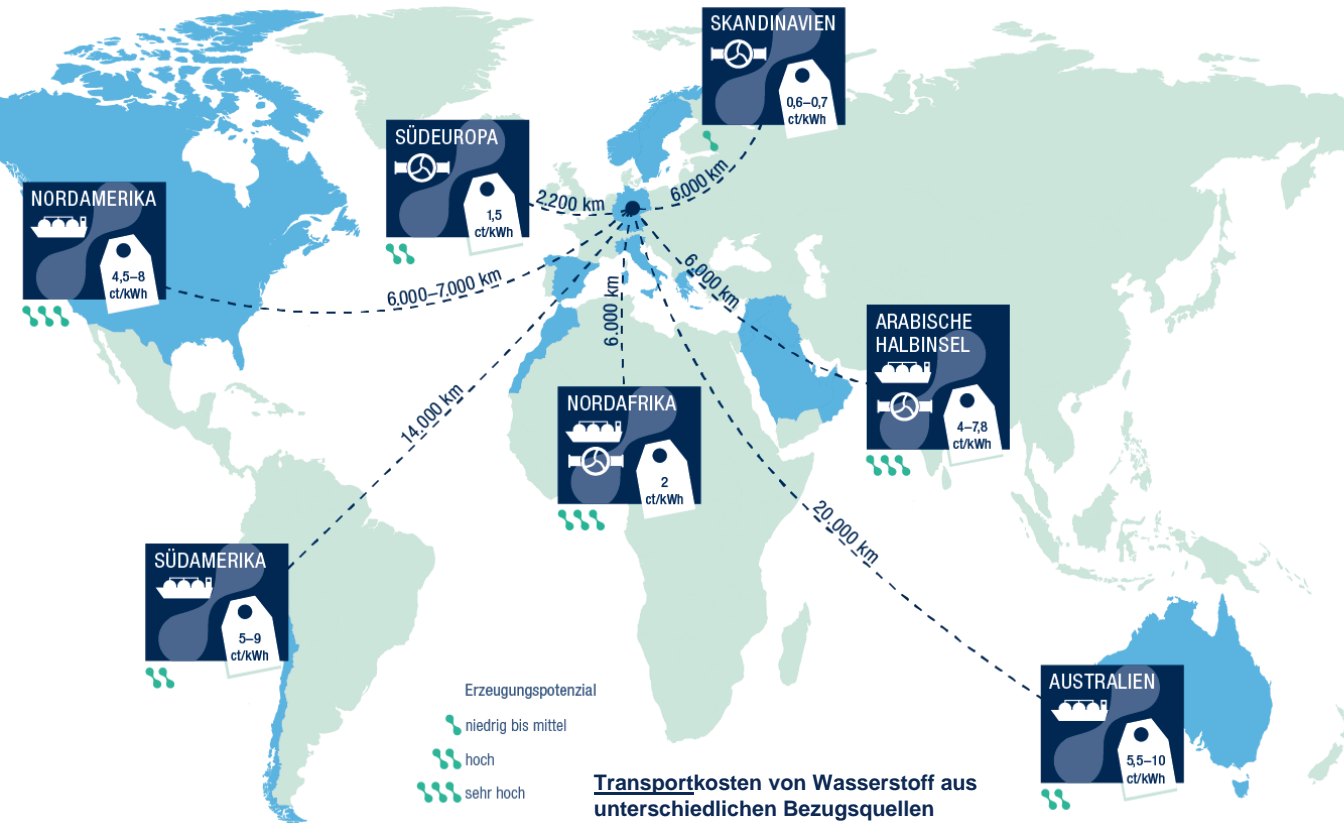 SKANDINAVIEN
0,6–0,7
ct/kWh
SÜDEUROPA
1,5
ct/kWh
2.200 km
6.000 km
NORDAMERIKA
4,5–8
ct/kWh
6.000–7.000 km
6.000 km
6.000 km
ARABISCHE
HALBINSEL
4–7,8
ct/kWh
14.000 km
NORDAFRIKA
2
ct/kWh
20.000 km
SÜDAMERIKA
5–9
ct/kWh
AUSTRALIEN
5,5–10
ct/kWh
Erzeugungspotenzial
niedrig bis mittel
hoch
sehr hoch
Transportkosten von Wasserstoff aus
unterschiedlichen Bezugsquellen